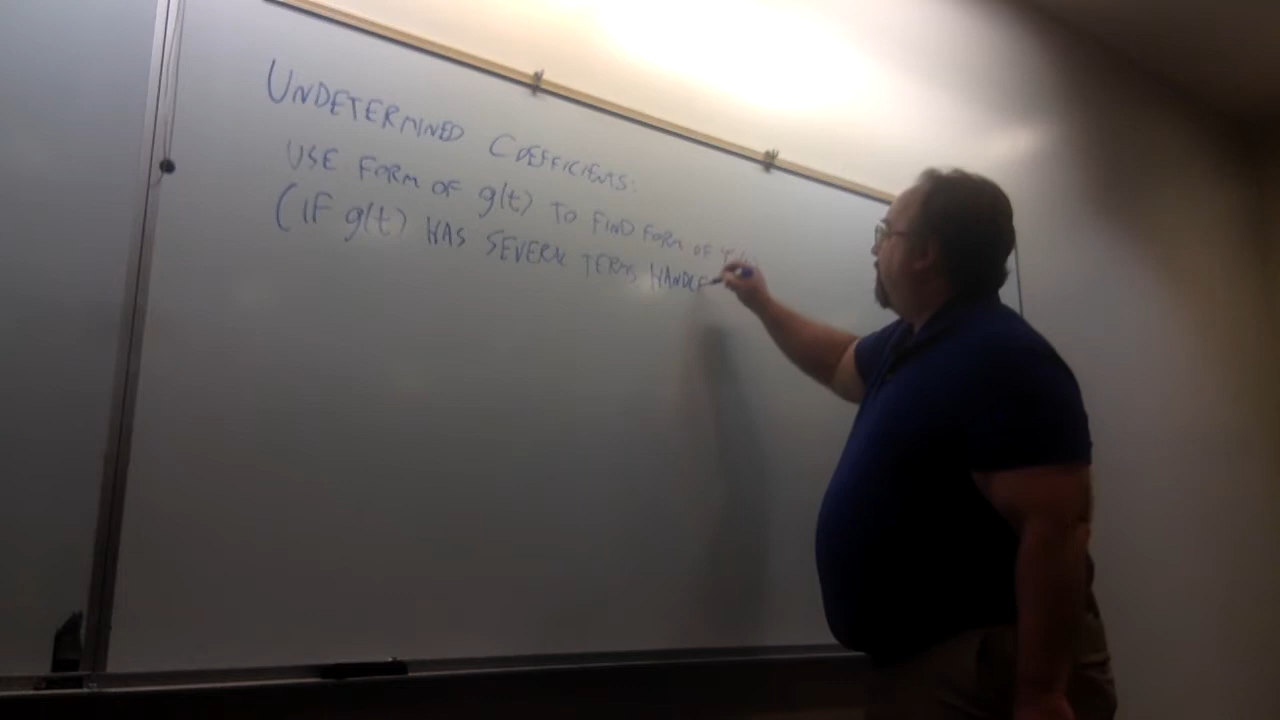 UNDETERMINED COEFFICIENTS:
USE FORM OF g(t) TO FIND FORM OF
(IF g(t) HAS SEVERAL TERMS HANDLE